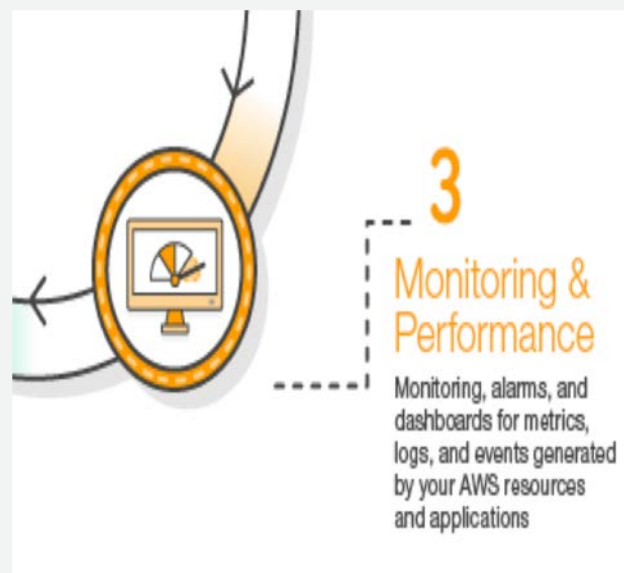 3
Monitoring &
Performance
Monitoring, alarms, and
dashboards for metrics,
logs, and events generated
by your AWS resources
and applications